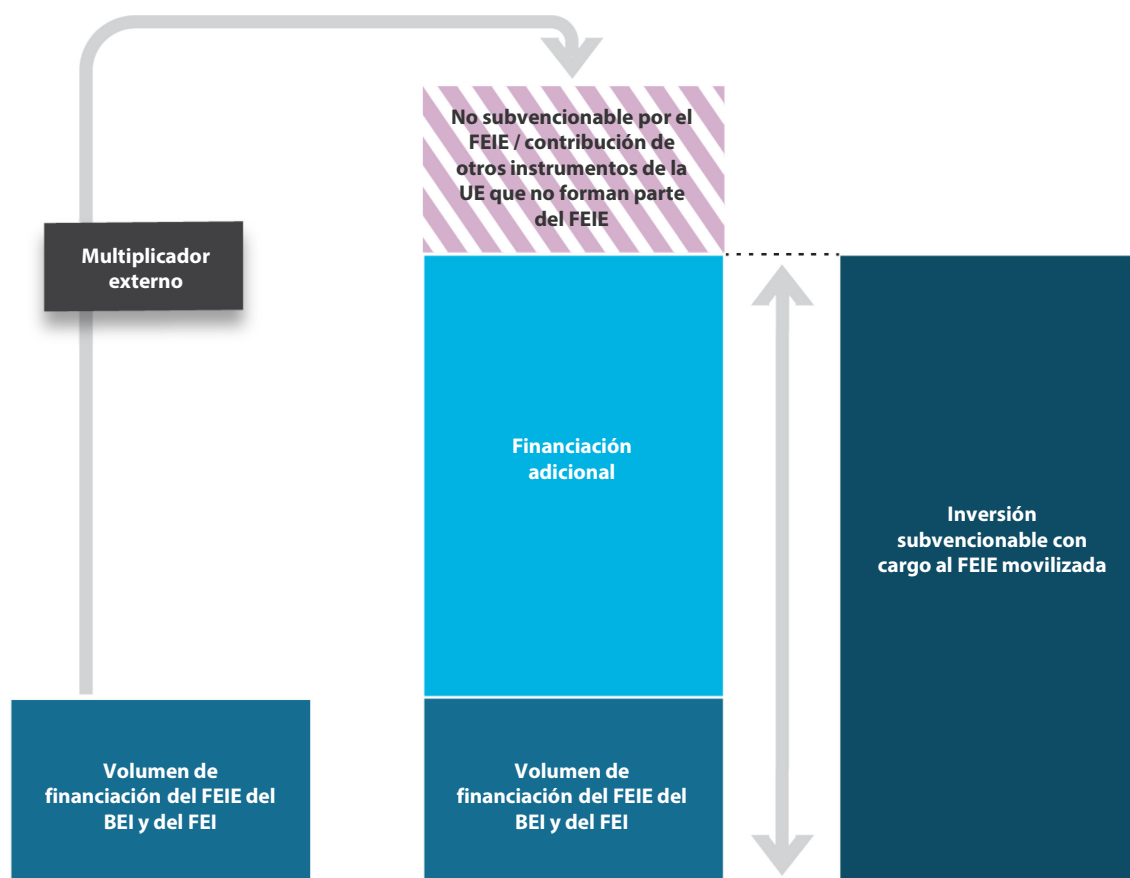 No subvencionable por el
FEIE / contribución de
otros instrumentos de la
UE que no forman parte
del FEIE
Multiplicador
externo
Financiación
adicional
Inversión
subvencionable con
cargo al FEIE movilizada
Volumen de
financiación del FEIE del
BEI y del FEI
Volumen de
financiación del FEIE del
BEI y del FEI